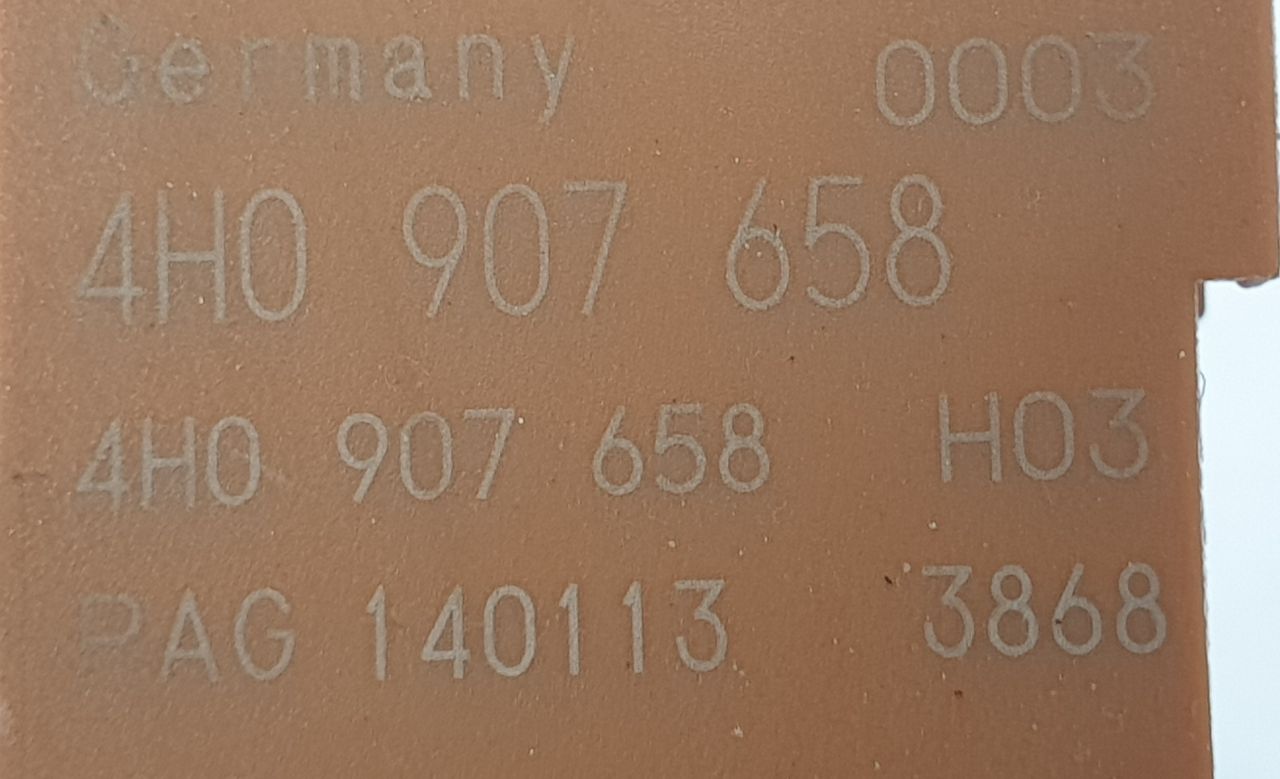 Germany 0003
4H0 907 658
4H0 907 658 H03
PAG 140113 3868